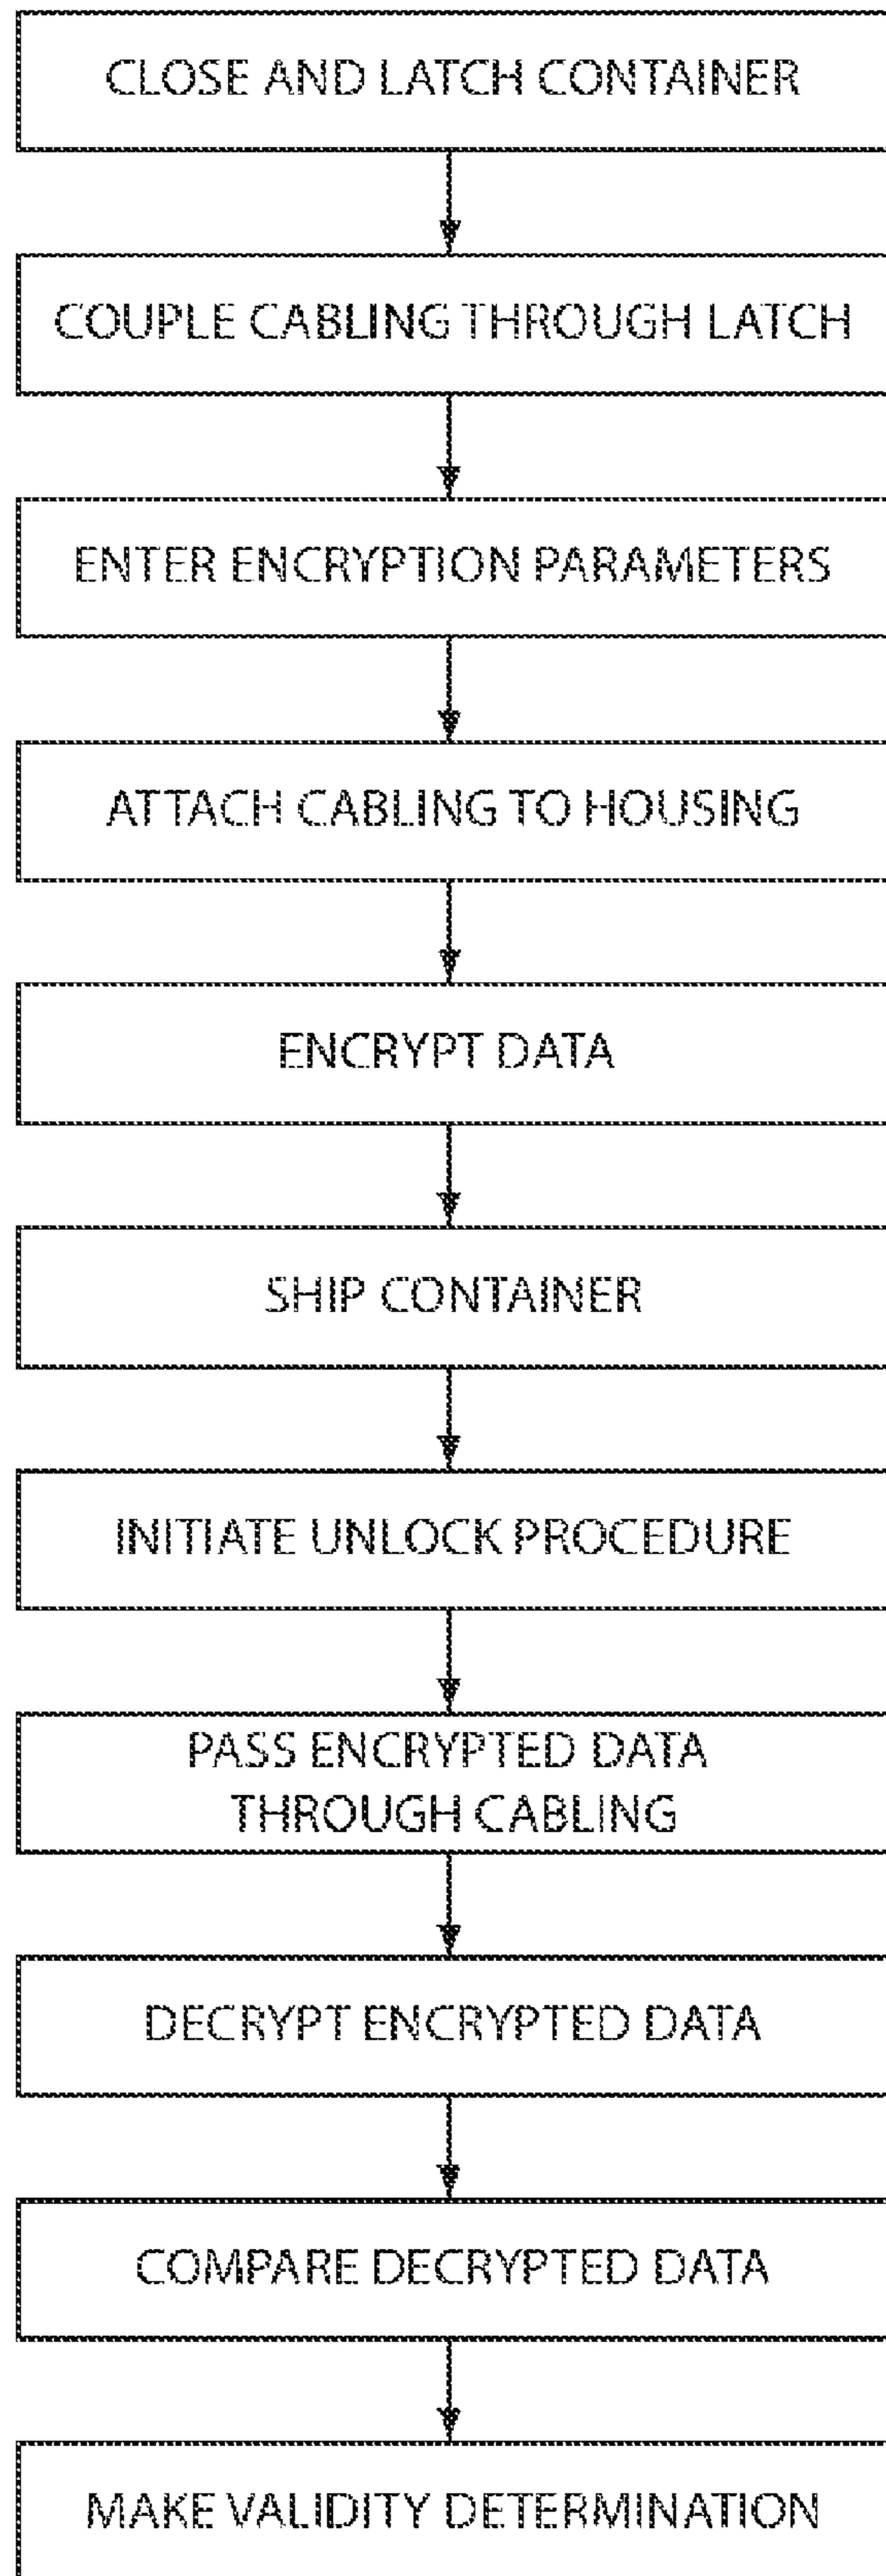 CLOSE AND LATCH CONTAINER
COUPLE CABLING THROUGH LATCH
ENTER ENCRYPTION PARAMETERS
ATTACH CABLING TO HOUSING
ENCRYPT DATA
SHIP CONTAINER
INITIATE UNLOCK PROCEDURE
PASS ENCRYPTED DATA
THROUGH CABLING
DECRYPT ENCRYPTED DATA
COMPARE DECRYPTED DATA
MAKE VALIDITY DETERMINATION